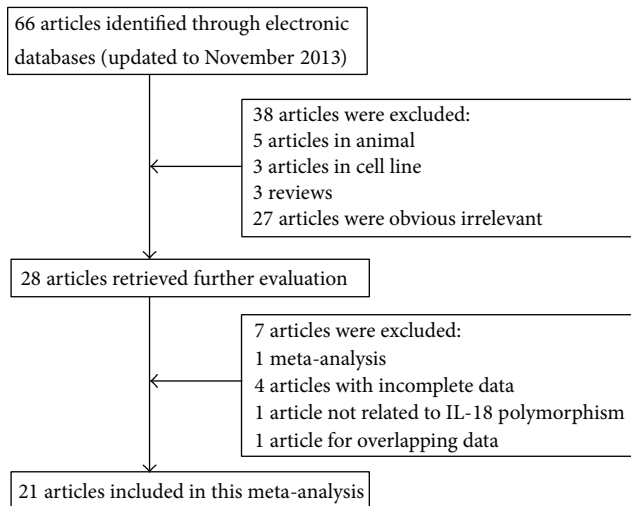 66 articles identified through electronic
databases (updated to November 2013)
38 articles were excluded:
5 articles in animal
3 articles in cell line
3 reviews
27 articles were obvious irrelevant
28 articles retrieved further evaluation
7 articles were excluded:
1 meta-analysis
4 articles with incomplete data
1 article not related to IL-18 polymorphism
1 article for overlapping data
21 articles included in this meta-analysis